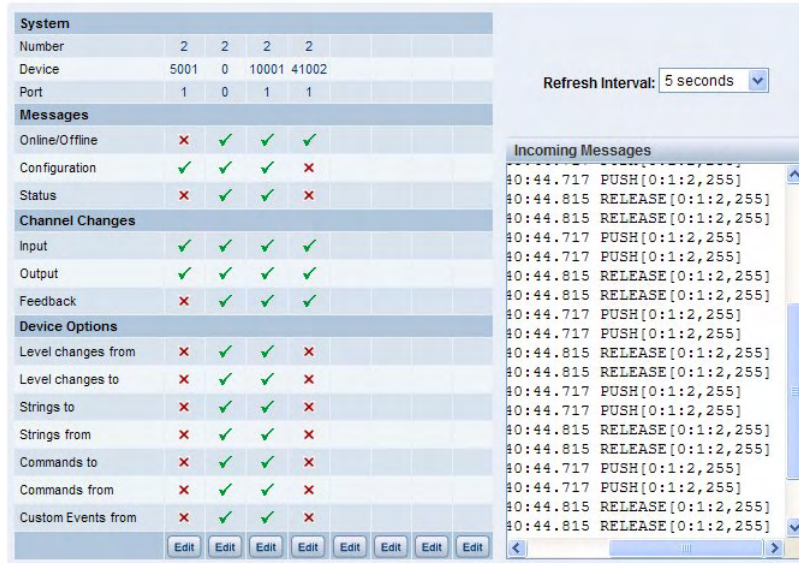 System
Number 2 2 2 2
Device 5001 0 10001 41002
Port 1 0 1 1
Messages
Online/Offline
Configuration
Status
Channel Changes
Input
Output
Feedback
Device Options
Level changes from
Level changes to
Strings to
Strings from
Commands to
Commands from
Custom Events from
Edit Edit Edit Edit Edit Edit Edit Edit
Refresh Interval: 5 seconds
Incoming Messages
40:44.717 PUSH[0:1:2,255]
40:44.815 RELEASE[0:1:2,255]
40:44.815 RELEASE[0:1:2,255]
40:44.717 PUSH[0:1:2,255]
40:44.717 PUSH[0:1:2,255]
40:44.815 RELEASE[0:1:2,255]
40:44.815 RELEASE[0:1:2,255]
40:44.717 PUSH[0:1:2,255]
40:44.717 PUSH[0:1:2,255]
40:44.815 RELEASE[0:1:2,255]
40:44.815 RELEASE[0:1:2,255]
40:44.717 PUSH[0:1:2,255]
40:44.717 PUSH[0:1:2,255]
40:44.815 RELEASE[0:1:2,255]
40:44.815 RELEASE[0:1:2,255]
40:44.717 PUSH[0:1:2,255]
40:44.717 PUSH[0:1:2,255]
40:44.815 RELEASE[0:1:2,255]
40:44.815 RELEASE[0:1:2,255]